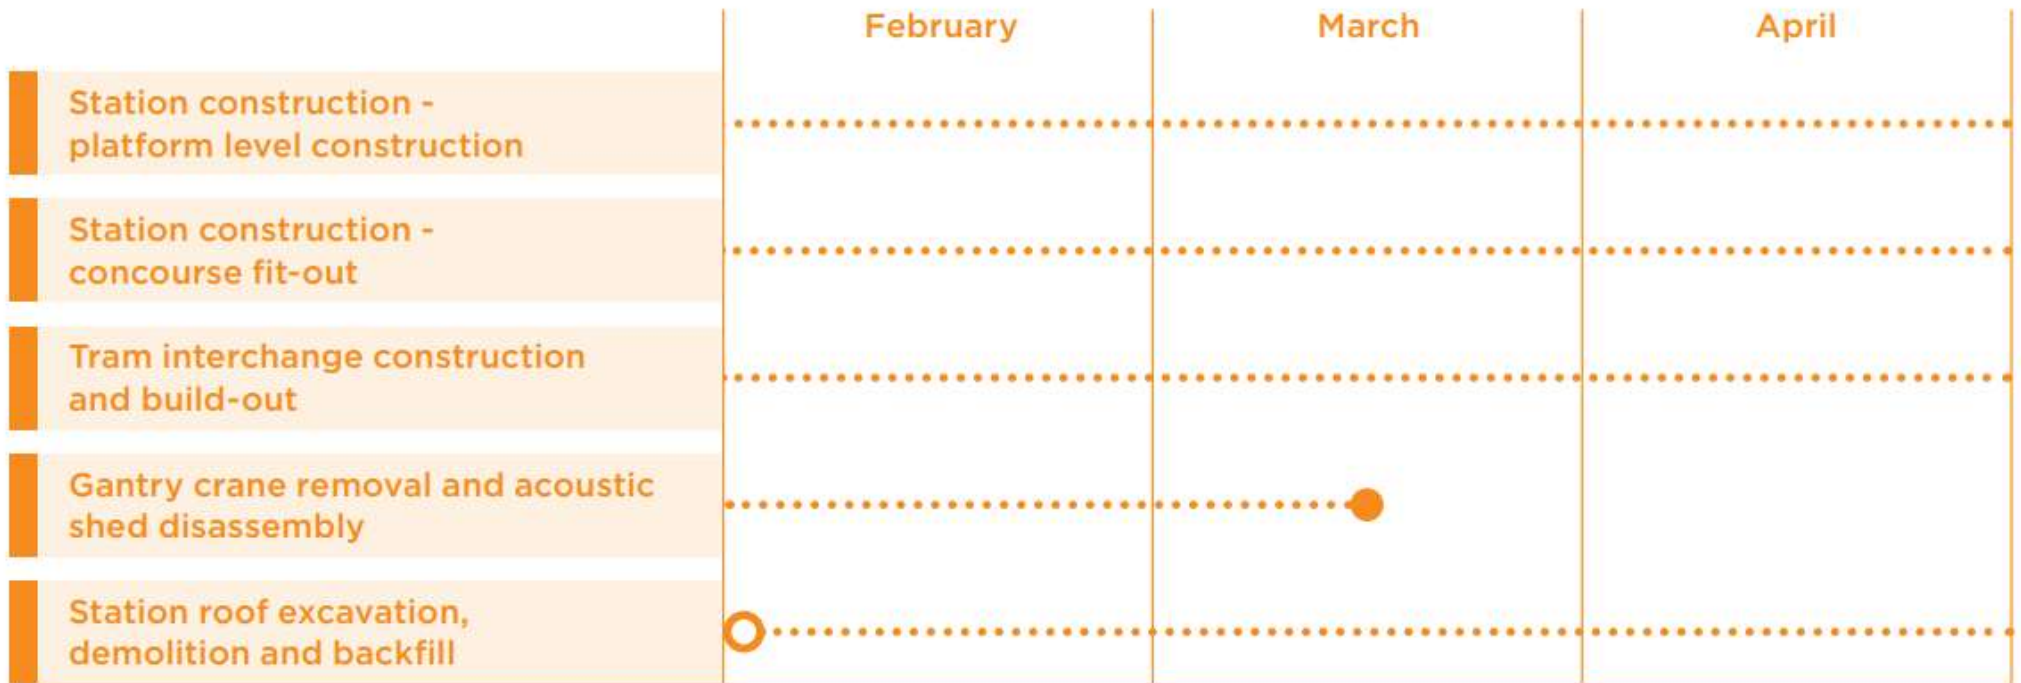 February March April
Station construction -
platform level construction
Station construction -
concourse fit-out
Tram interchange construction
and build-out
Gantry crane removal and acoustic
shed disassembly
Station roof excavation,
demolition and backfill